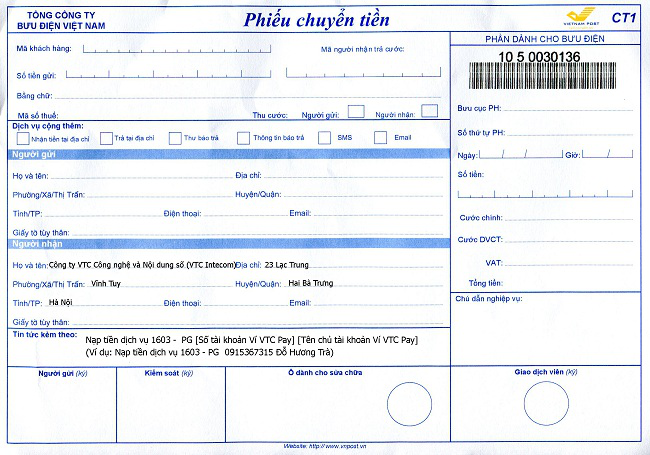 TỔNG CÔNG TY
BƯU ĐIỆN VIỆT NAM
Phiếu chuyển tiền
VIETNAM POST
CT1
Mã khách hàng:
Mã người nhận trả cước:
Số tiền gửi:
Bằng chữ:
Mã số thuế:
Thu cước: Người gửi: Người nhận:
Dịch vụ cộng thêm:
Nhận tiền tại địa chỉ Trả tại địa chỉ Thư báo trả Thông tin báo trả SMS Email
Người gửi
Họ và tên: Địa chỉ:
Phường/Xã/Thị Trấn: Huyện/Quận:
Tỉnh/TP: Điện thoại: Email:
Giấy tờ tùy thân:
Người nhận
Họ và tên: Công ty VTC Công nghệ và Nội dung số (VTC Intecom) Địa chỉ: 23 Lạc Trung
Phường/Xã/Thị Trấn: Vĩnh Tuy Huyện/Quận: Hai Bà Trưng
Tỉnh/TP: Hà Nội Điện thoại: Email:
Giấy tờ tùy thân:
Tin tức kèm theo:
Nạp tiền dịch vụ 1603 - PG [Số tài khoản Ví VTC Pay] [Tên chủ tài khoản Ví VTC Pay]
(Ví dụ: Nạp tiền dịch vụ 1603 - PG 0915367315 Đỗ Hương Trà)
Người gửi (ký) Kiểm soát (ký) Ô dành cho sửa chữa
PHẦN DÀNH CHO BƯU ĐIỆN
10 5 0030136
Bưu cục PH:
Số thứ tự PH:
Ngày: / / Giờ: /
Số tiền:
Cước chính:
Cước DVCT:
VAT:
Tổng tiền:
Chú dẫn nghiệp vụ:
Giao dịch viên (ký)
Website: http://www.vnpost.vn